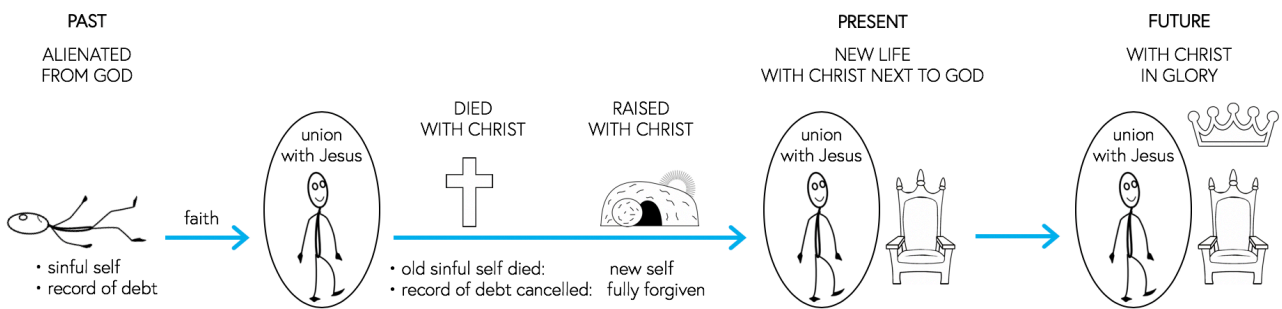 PAST
ALIENATED
FROM GOD
• sinful self
• record of debt
faith
union
with Jesus
DIED
WITH CHRIST
RAISED
WITH CHRIST
• old sinful self died: new self
• record of debt cancelled: fully forgiven
PRESENT
NEW LIFE
WITH CHRIST NEXT TO GOD
union
with Jesus
FUTURE
WITH CHRIST
IN GLORY
union
with Jesus